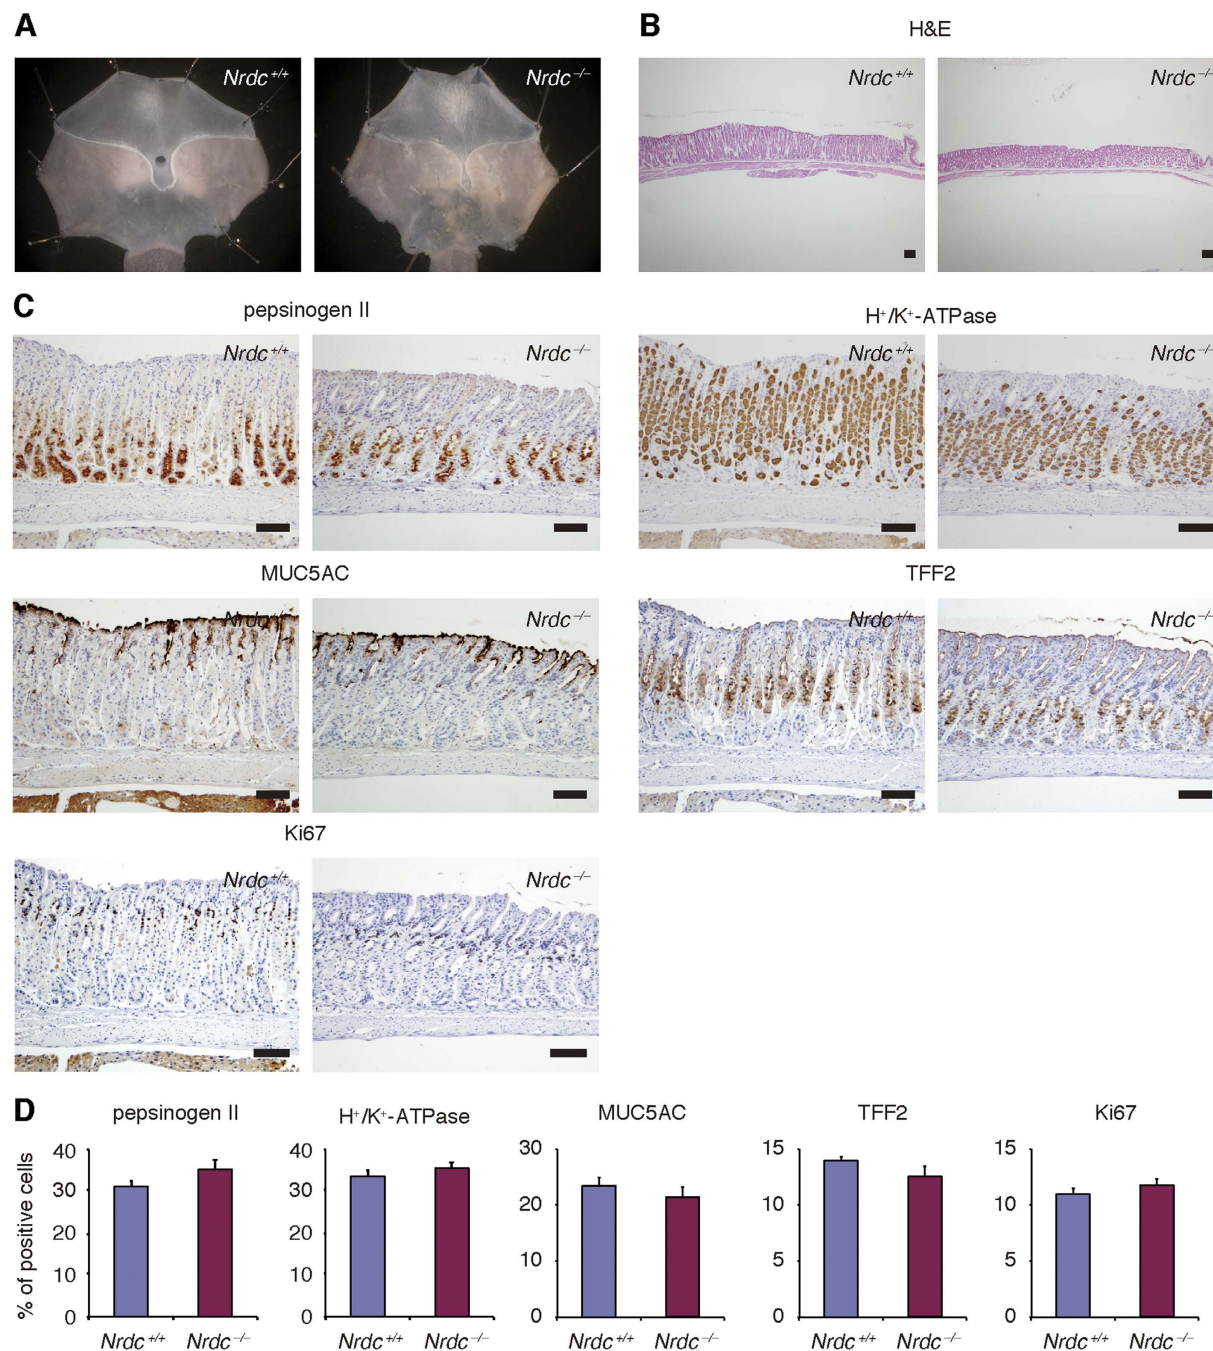 A
Nrdc+/+
Nrdc−/−
B
H&E
Nrdc+/+
Nrdc−/−
C
pepsinogen II
Nrdc+/+
Nrdc−/−
H+/K+-ATPase
Nrdc+/+
Nrdc−/−
MUC5AC
Nrdc+/+
Nrdc−/−
TFF2
Nrdc+/+
Nrdc−/−
Ki67
Nrdc+/+
Nrdc−/−
D
% of positive cells
pepsinogen II
40
30
20
10
0
Nrdc+/+ Nrdc−/−
H+/K+-ATPase
40
30
20
10
0
Nrdc+/+ Nrdc−/−
MUC5AC
30
20
10
0
Nrdc+/+ Nrdc−/−
TFF2
15
10
5
0
Nrdc+/+ Nrdc−/−
Ki67
15
10
5
0
Nrdc+/+ Nrdc−/−